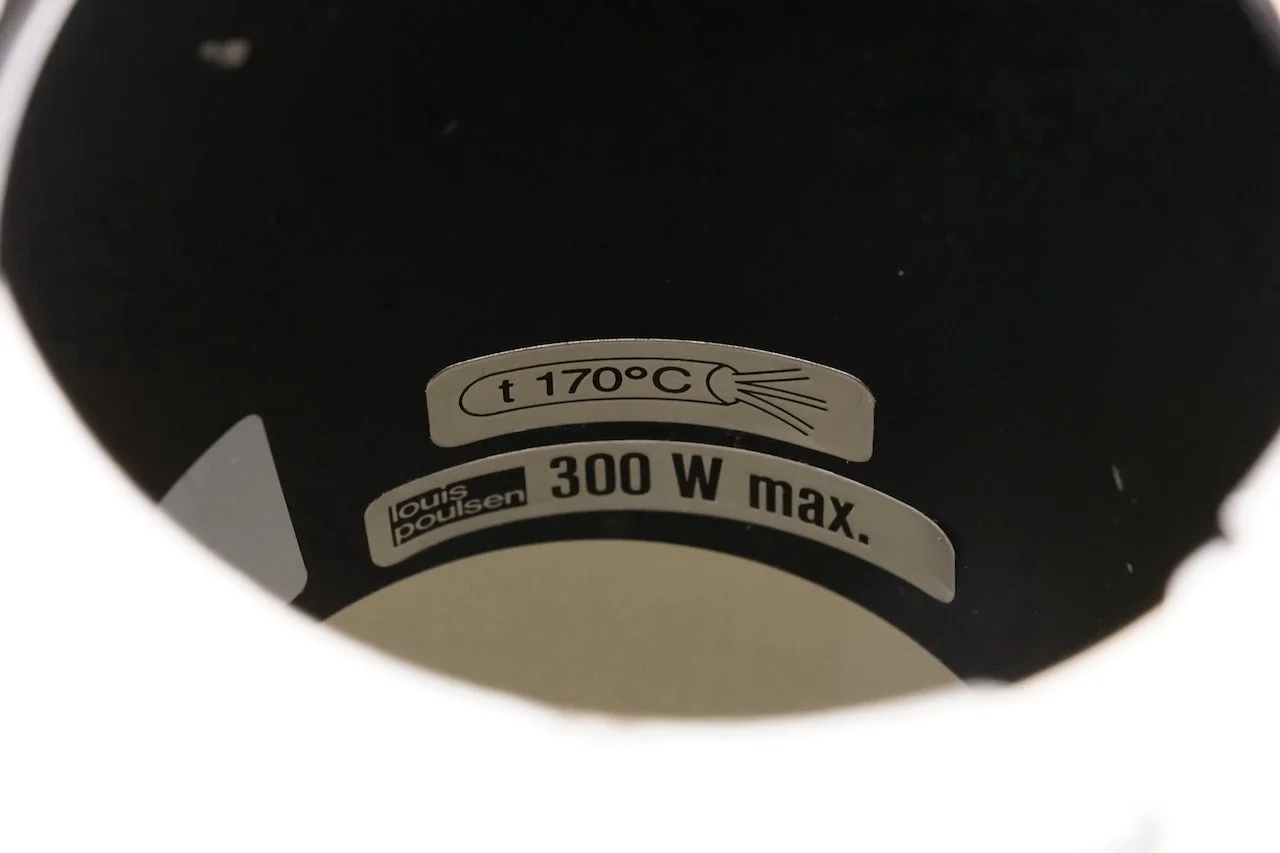 t 170°C
louis
poulsen
300 W max.